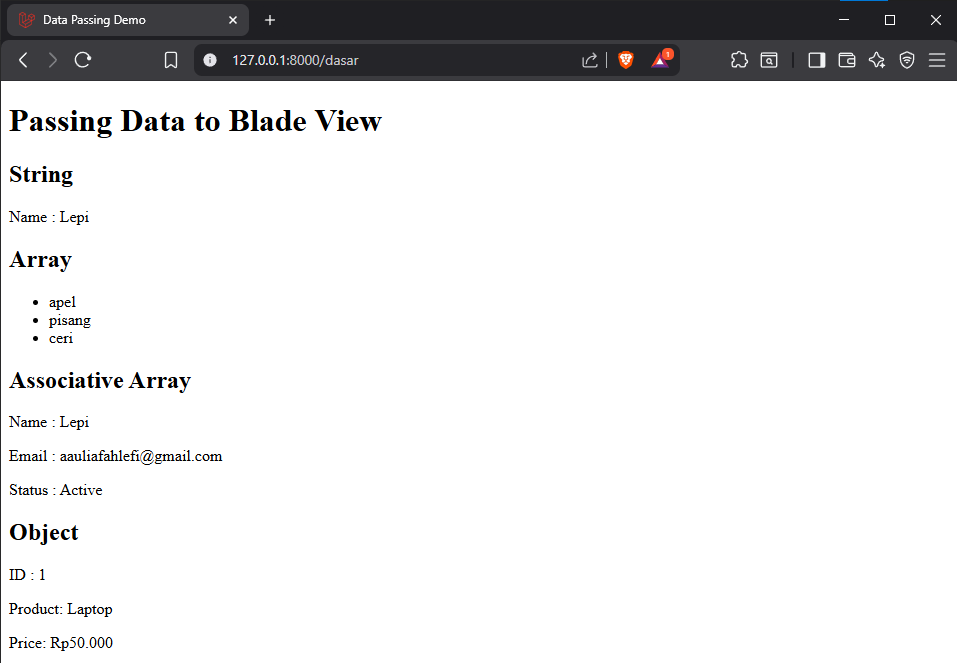 Data Passing Demo
127.0.0.1:8000/dasar
1
Passing Data to Blade View
String
Name : Lepi
Array
apel
pisang
ceri
Associative Array
Name : Lepi
Email : aauliafahlefi@gmail.com
Status : Active
Object
ID : 1
Product: Laptop
Price: Rp50.000